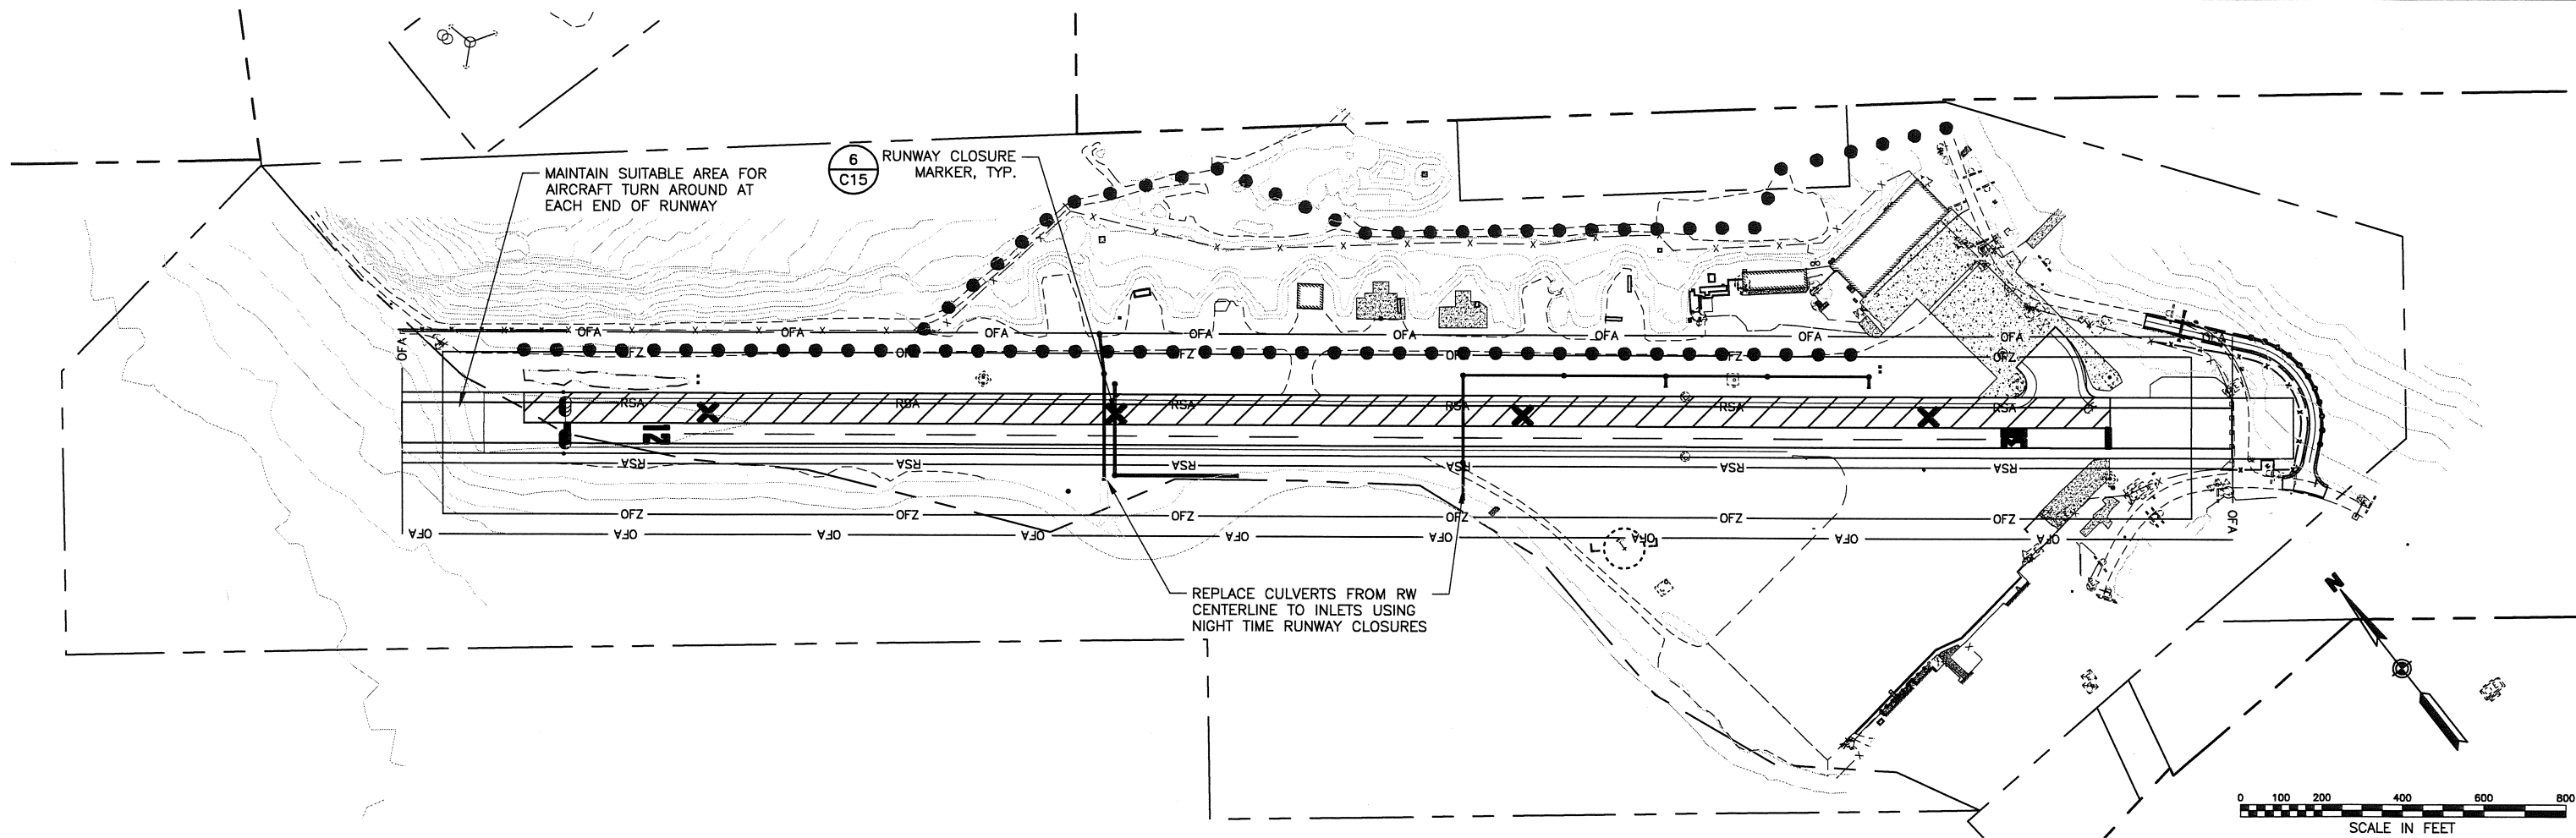 MAINTAIN SUITABLE AREA FOR
AIRCRAFT TURN AROUND AT
EACH END OF RUNWAY
6
C15
RUNWAY CLOSURE
MARKER, TYP.
OFA
OFA OFA OFA OFA OFA OFA OFA OFA OFA
OFZ OFZ OFZ OFZ OFZ OFZ
RSA RSA RSA RSA RSA RSA
12
RSA RSA RSA RSA RSA RSA
OFZ OFZ OFZ OFZ OFZ OFZ
OFA
OFA OFA OFA OFA OFA OFA OFA OFA OFA
L
REPLACE CULVERTS FROM RW
CENTERLINE TO INLETS USING
NIGHT TIME RUNWAY CLOSURES
N
0 100 200 400 600 800
SCALE IN FEET